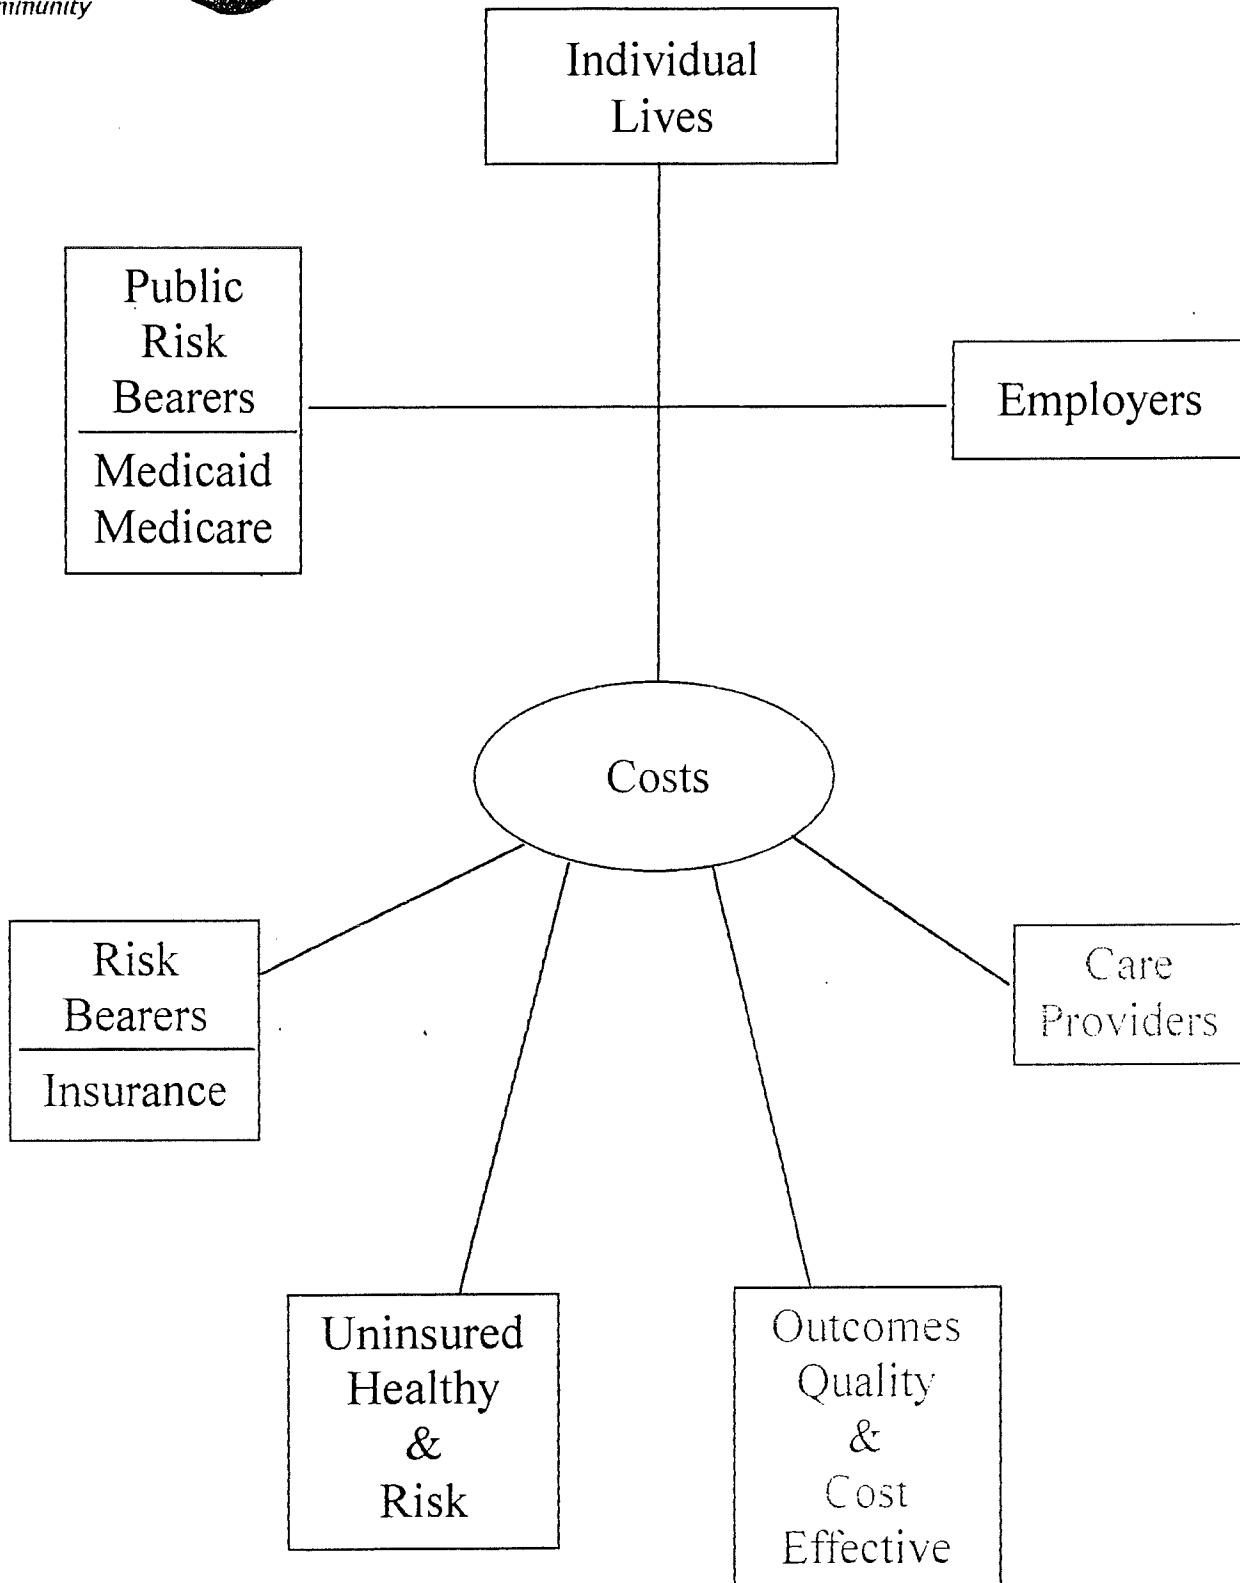 Individual
Lives
Public
Risk
Bearers
Medicaid
Medicare
Employers
Costs
Risk
Bearers
Insurance
Care
Providers
Uninsured
Healthy
&
Risk
Outcomes
Quality
&
Cost
Effective